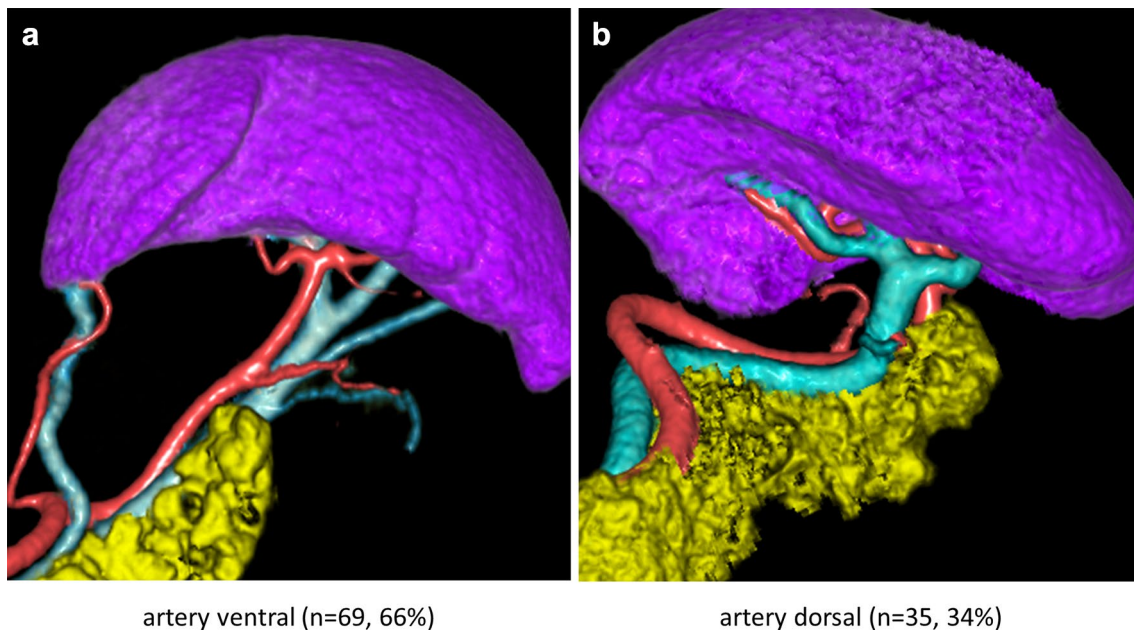 a
b
artery ventral (n=69, 66%)
artery dorsal (n=35, 34%)